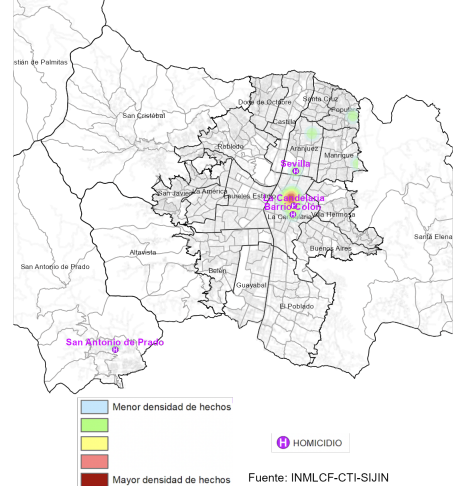 stián de Palmitas
San Cristóbal
Doce de Octubre
Santa Cruz
Popular
Castilla
Aranjuez
Manrique
Robledo
Sevilla
San Javier
La América
Laureles Estadio
La Candelaria
Barrio Colón
La Candelaria
Villa Hermosa
Buenos Aires
Santa Elena
Altavista
San Antonio de Prado
Belén
Guayabal
El Poblado
San Antonio de Prado
Menor densidad de hechos
H HOMICIDIO
Mayor densidad de hechos
Fuente: INMLCF-CTI-SIJIN